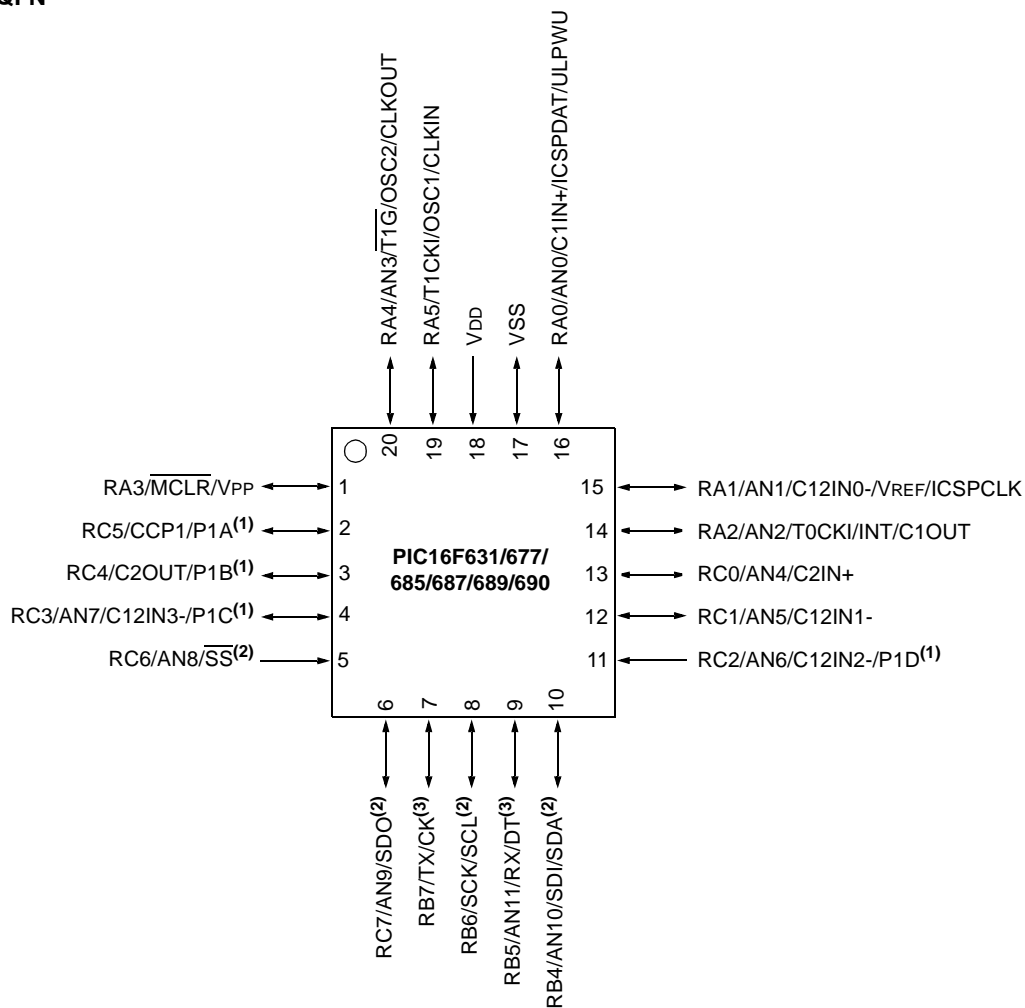 RA4/AN3/T1G/OSC2/CLKOUT
RA5/T1CKI/OSC1/CLKIN
VDD
VSS
RA0/AN0/C1IN+/ICSPDAT/ULPWU
20
19
18
17
16
RA3/MCLR/VPP
1
RC5/CCP1/P1A(1)
2
RC4/C2OUT/P1B(1)
3
RC3/AN7/C12IN3-/P1C(1)
4
RC6/AN8/SS(2)
5
PIC16F631/677/
685/687/689/690
15
RA1/AN1/C12IN0-/VREF/ICSPCLK
14
RA2/AN2/T0CKI/INT/C1OUT
13
RC0/AN4/C2IN+
12
RC1/AN5/C12IN1-
11
RC2/AN6/C12IN2-/P1D(1)
6
7
8
9
10
RC7/AN9/SDO(2)
RB7/TX/CK(3)
RB6/SCK/SCL(2)
RB5/AN11/RX/DT(3)
RB4/AN10/SDI/SDA(2)